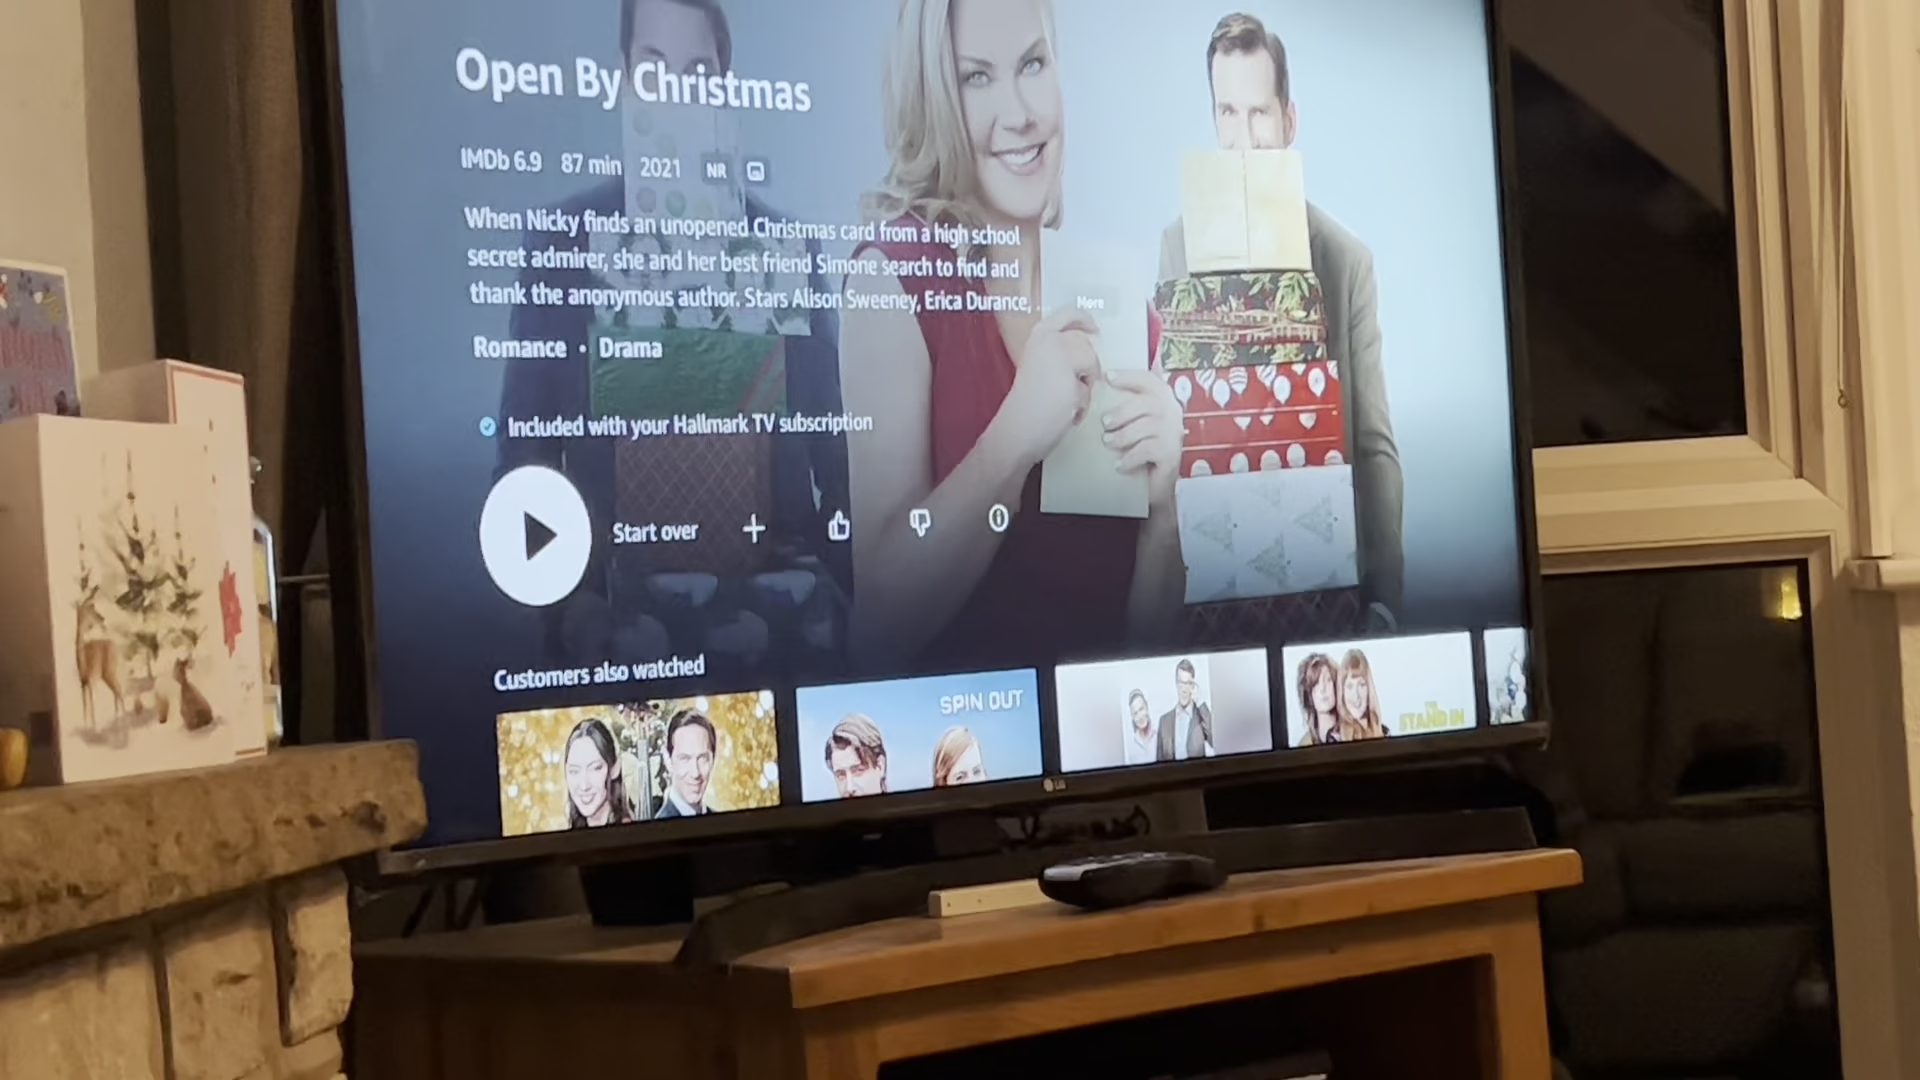 Open By Christmas
IMDb 6.9 87 min 2021 NR
When Nicky finds an unopened Christmas card from a high school
secret admirer, she and her best friend Simone search to find and
thank the anonymous author. Stars Alison Sweeney, Erica Durance, ... More
Romance • Drama
Included with your Hallmark TV subscription
Start over
Customers also watched
SPIN OUT
THE
STAND IN
LG